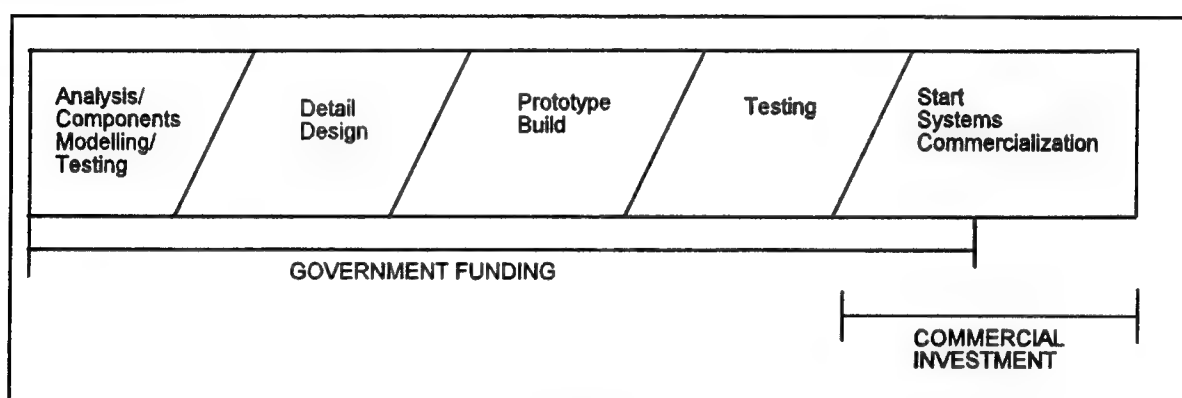 Analysis/
Components
Modelling/
Testing
Detail
Design
Prototype
Build
Testing
Start
Systems
Commercialization
GOVERNMENT FUNDING
COMMERCIAL
INVESTMENT